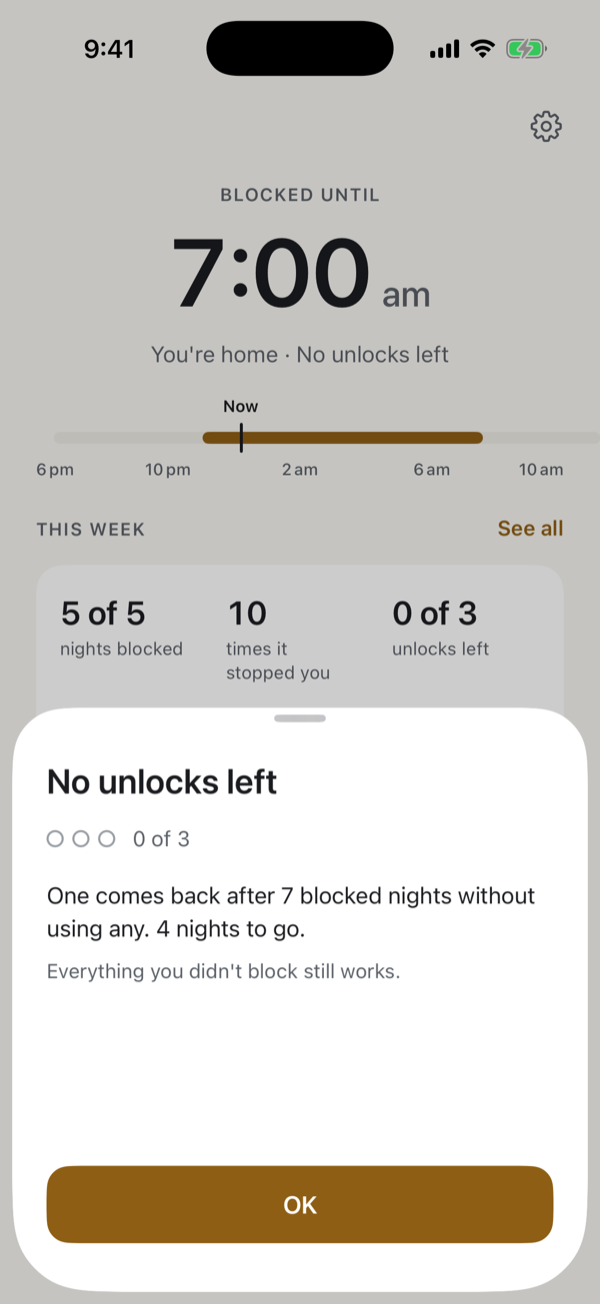 9:41
BLOCKED UNTIL
7:00 am
You're home · No unlocks left
Now
6 pm 10 pm 2 am 6 am 10 am
THIS WEEK See all
5 of 5 10 0 of 3
nights blocked times it unlocks left
stopped you
No unlocks left
0 of 3
One comes back after 7 blocked nights without
using any. 4 nights to go.
Everything you didn't block still works.
OK